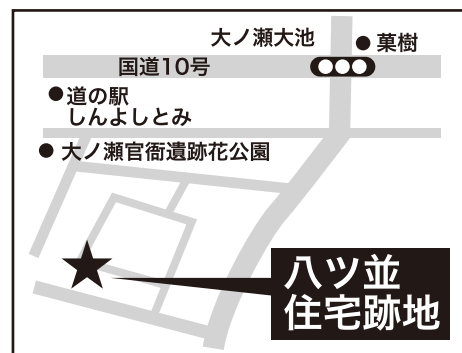 大ノ瀬大池
菓樹
国道10号
道の駅
しんよしとみ
大ノ瀬官衙遺跡花公園
八ツ並
住宅跡地